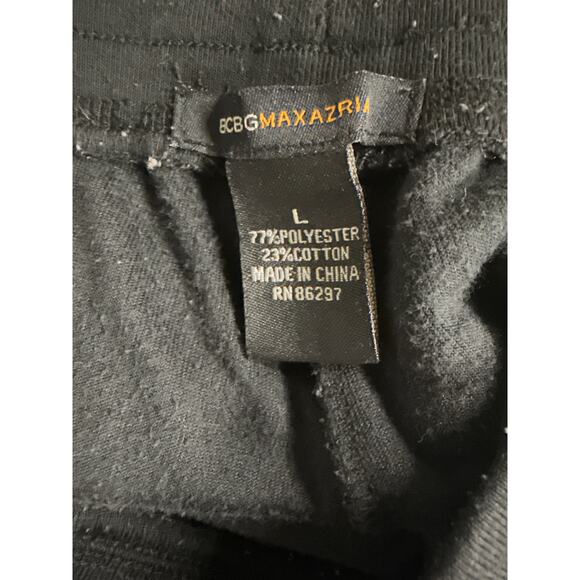 BCBGMAXAZRIA
L
77%POLYESTER
23%COTTON
MADE IN CHINA
RN 86297